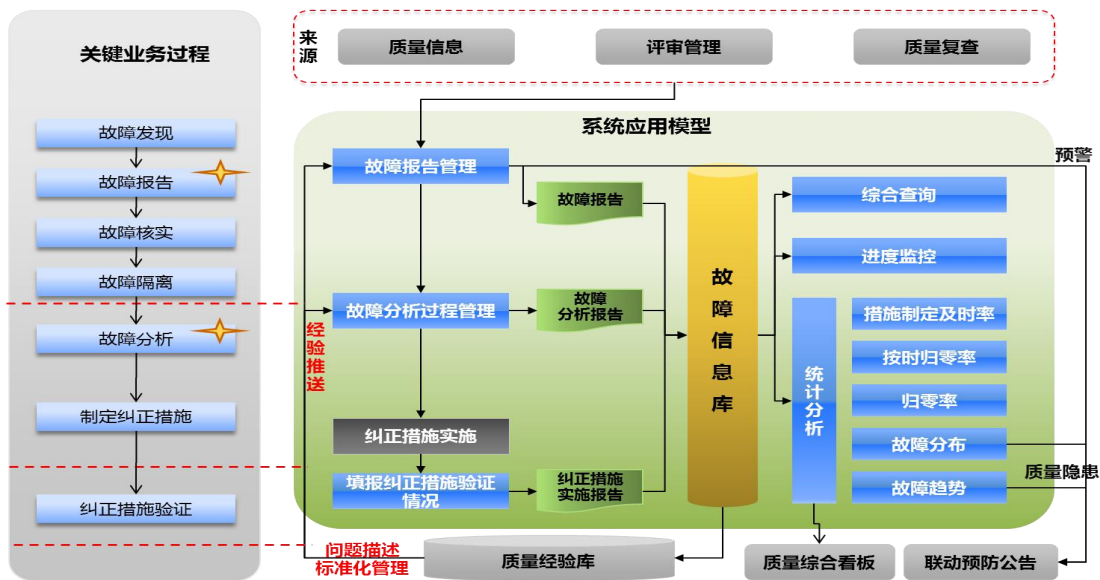 关键业务过程
故障发现
故障报告
故障核实
故障隔离
故障分析
制定纠正措施
纠正措施验证
来源
质量信息
评审管理
质量复查
系统应用模型
预警
故障报告管理
故障报告
故障分析过程管理
故障
分析报告
纠正措施实施
填报纠正措施验证
情况
纠正措施
实施报告
故障信息库
综合查询
进度监控
统计分析
措施制定及时率
按时归零率
归零率
故障分布
故障趋势
质量隐患
经验推送
问题描述
标准化管理
质量经验库
质量综合看板
联动预防公告